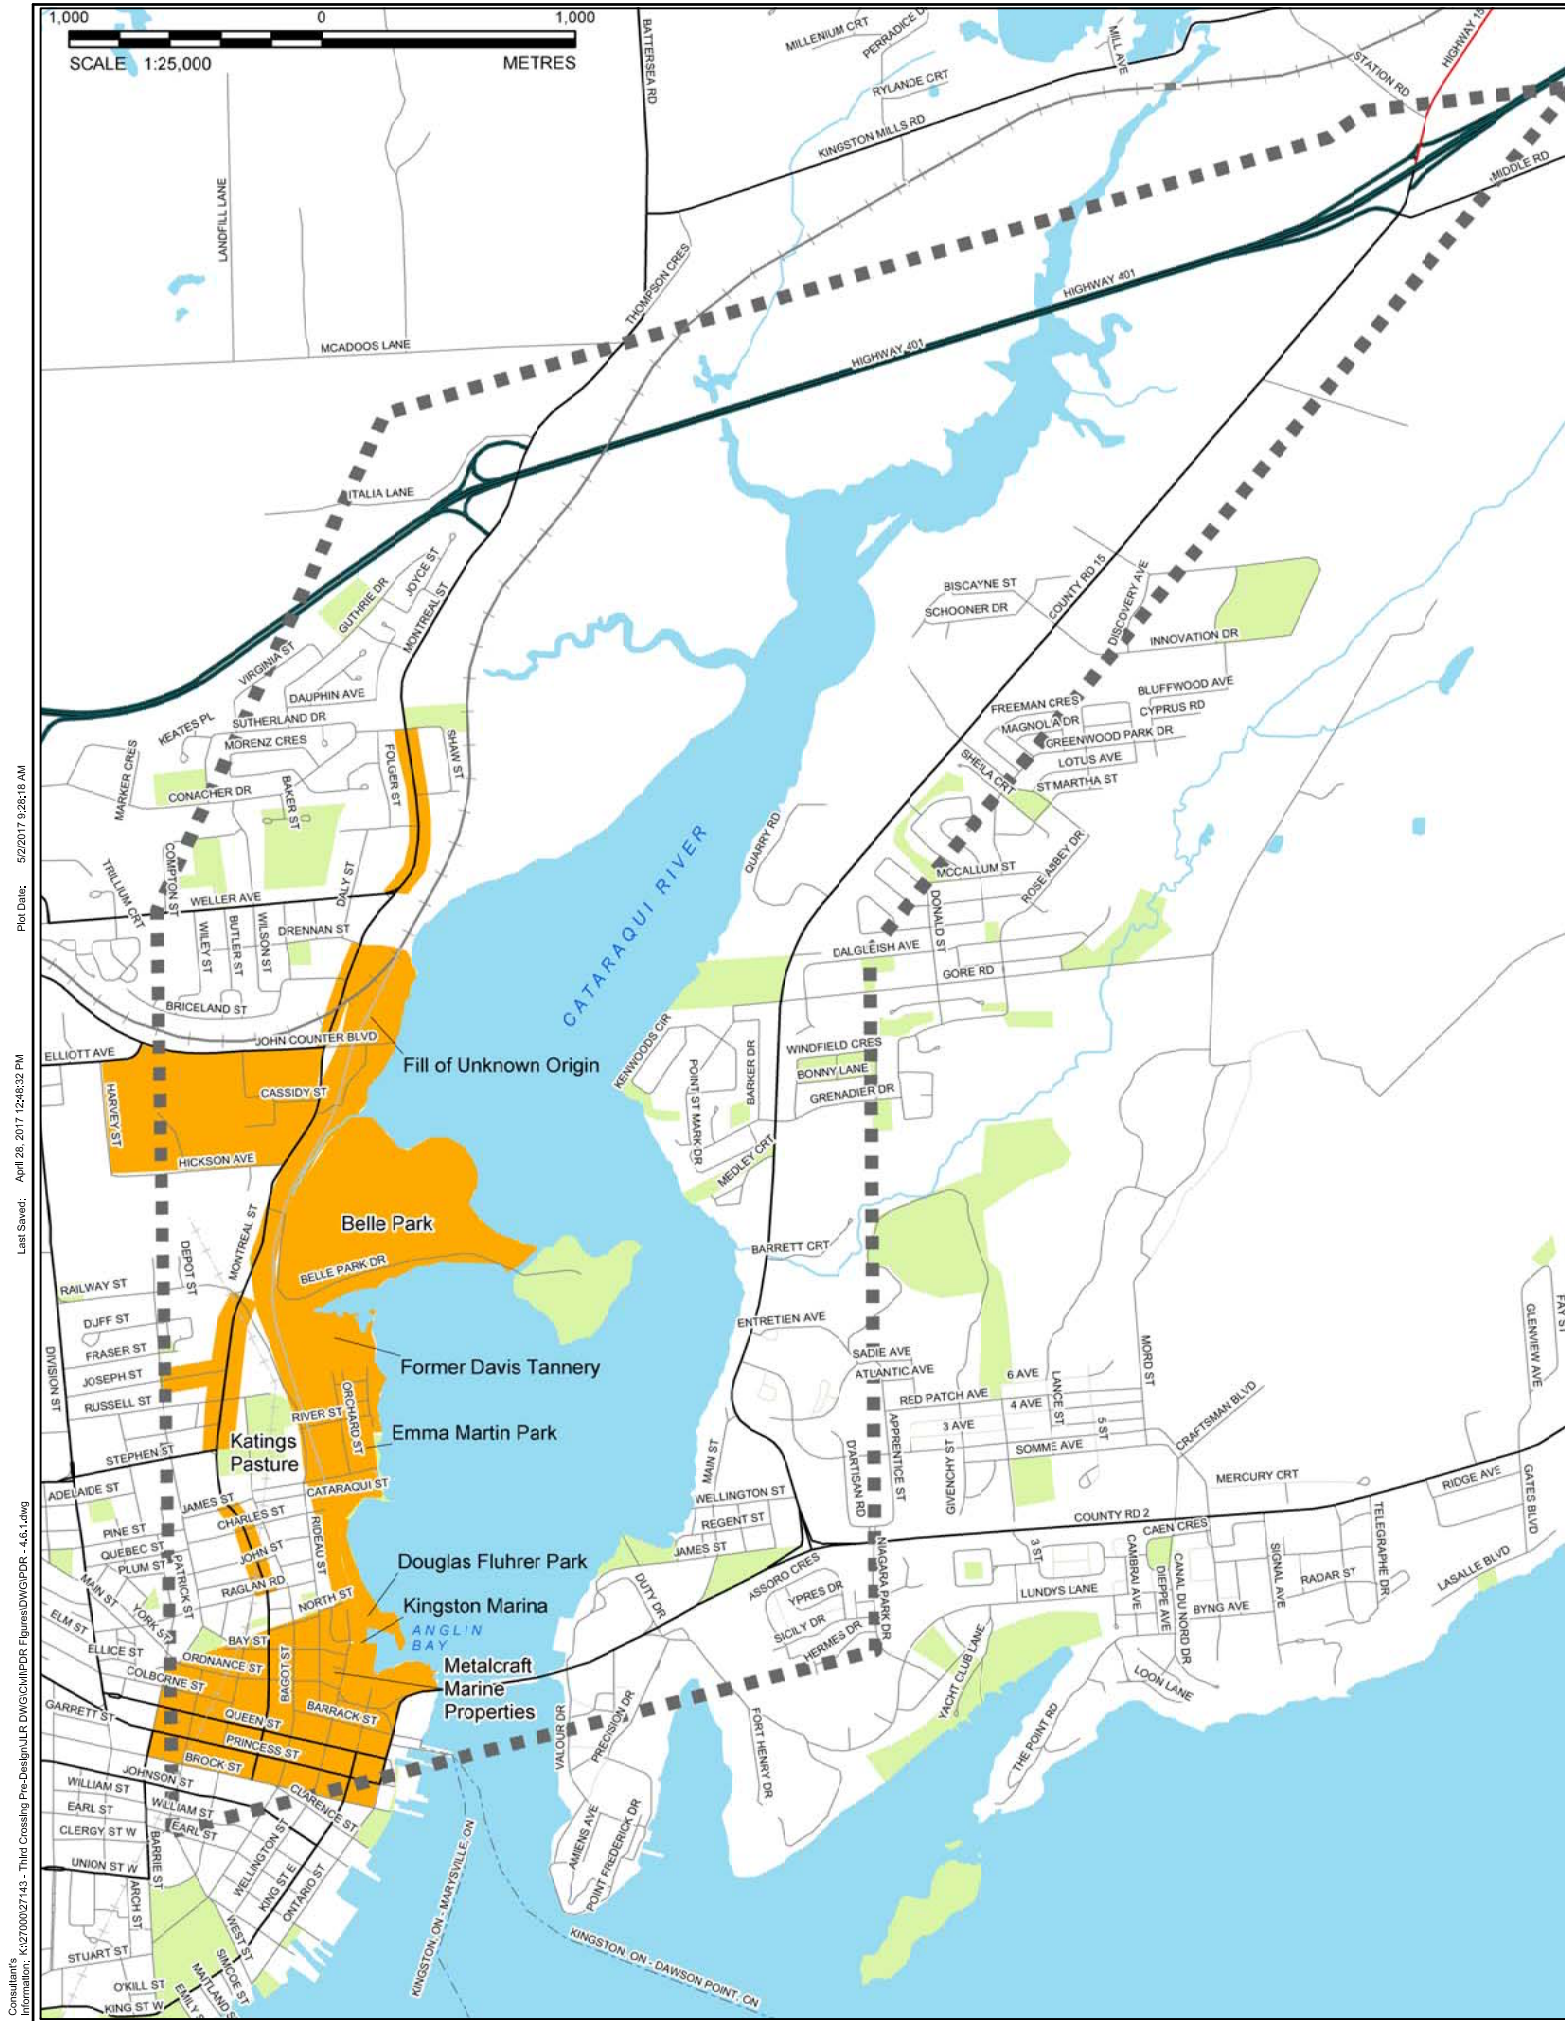 1,000 0 1,000
SCALE 1:25,000 METRES
BATTERSEA RD
MILLENIUM CRT
PERRADICE D
MILL AVE
STATION RD
HIGHWAY 15
RYLANDE CRT
KINGSTON MILLS RD
MIDDLE RD
LANDFILL LANE
THOMPSON CRES
HIGHWAY 401
MCADOOS LANE
HIGHWAY 401
ITALIA LANE
JOYCE ST
GUTHRIE DR
MONTREAL ST
VIRGINIA ST
DAUPHIN AVE
BISCAYNE ST
SCHOONER DR
COUNTY RD 15
DISCOVERY AVE
INNOVATION DR
KEATES PL
SUTHERLAND DR
MORENZ CRES
MARKER CRES
CONACHER DR
BAKER ST
FOLGER ST
SHAW ST
BLUFFWOOD AVE
FREEMAN CRES
CYPRUS RD
MAGNOLA DR
GREENWOOD PARK DR
LOTUS AVE
SHEILA CRT
ST MARTHA ST
QUARRY RD
MCCALLUM ST
ROSE ABBEY DR
DONALD ST
TRILLIUM CRT
COMPTON ST
WELLER AVE
DALY ST
WILEY ST
BUTLER ST
WILSON ST
DRENNAN ST
CATARAQUI RIVER
DALGLEISH AVE
GORE RD
BRICELAND ST
JOHN COUNTER BLVD
ELLIOTT AVE
Fill of Unknown Origin
KENWOODS CIR
WINDFIELD CRES
BONNY LANE
GRENADIER DR
POINT ST MARK DR
BARKER DR
CASSIDY ST
HARVEY ST
HICKSON AVE
MEDLEY CRT
Belle Park
BELLE PARK DR
MONTREAL ST
DEPOT ST
BARRETT CRT
RAILWAY ST
DUFF ST
FRASER ST
JOSEPH ST
RUSSELL ST
DIVISION ST
Former Davis Tannery
ENTRETIEN AVE
SADIE AVE
ATLANTIC AVE
RED PATCH AVE
6 AVE
4 AVE
3 AVE
LANCE ST
5 ST
MORD ST
SOMME AVE
CRAFTSMAN BLVD
GLENVIEW AVE
FAY ST
RIVER ST
ORCHARD ST
Emma Martin Park
Katings
Pasture
STEPHEN ST
ADELAIDE ST
CATARAQUI ST
MAIN ST
D'ARTISAN RD
APPRENTICE ST
GIVENCHY ST
MERCURY CRT
RIDGE AVE
GATES BLVD
JAMES ST
CHARLES ST
PINE ST
QUEBEC ST
PLUM ST
JOHN ST
RIDEAU ST
PATRICK ST
RAGLAN RD
NORTH ST
WELLINGTON ST
REGENT ST
JAMES ST
COUNTY RD 2
CAEN CRES
Douglas Fluhrer Park
Kingston Marina
ANGLIN
BAY
MAIN ST
YORK ST
ELM ST
ELLICE ST
BAY ST
ORDNANCE ST
COLBORNE ST
BAGOT ST
Metalcraft
Marine
Properties
DUTY DR
ASSORO CRES
YPRES DR
SICILY DR
HERMES DR
NIAGARA PARK DR
3 ST
LUNDYS LANE
CAMBRAI AVE
DIEPPE AVE
CANAL DU NORD DR
BYNG AVE
SIGNAL AVE
RADAR ST
TELEGRAPHE DR
LASALLE BLVD
GARRETT ST
QUEEN ST
BARRACK ST
PRINCESS ST
BROCK ST
JOHNSON ST
WILLIAM ST
WILLIAM ST
CLARENCE ST
EARL ST
EARL ST
CLERGY ST W
UNION ST W
BARRIE ST
ARCH ST
WELLINGTON ST
KING ST E
ONTARIO ST
WEST ST
SIMCOE ST
STUART ST
O'KILL ST
MAITLAND S
EMILY S
KING ST W
VALOUR DR
PRECISION DR
FORT HENRY DR
YACHT CLUB LANE
LOON LANE
THE POINT RD
AMIENS AVE
POINT FREDERICK DR
KINGSTON, ON - MARYSVILLE, ON
KINGSTON, ON - DAWSON POINT, ON
Plot Date: 5/2/2017 9:28:18 AM
Last Saved: April 28, 2017 12:48:32 PM
Consultant's
Information: K:\27000\27143 - Third Crossing Pre-Design\JLR DWG\Civil\PDR Figures\DWG\PDR - 4.6.1.dwg